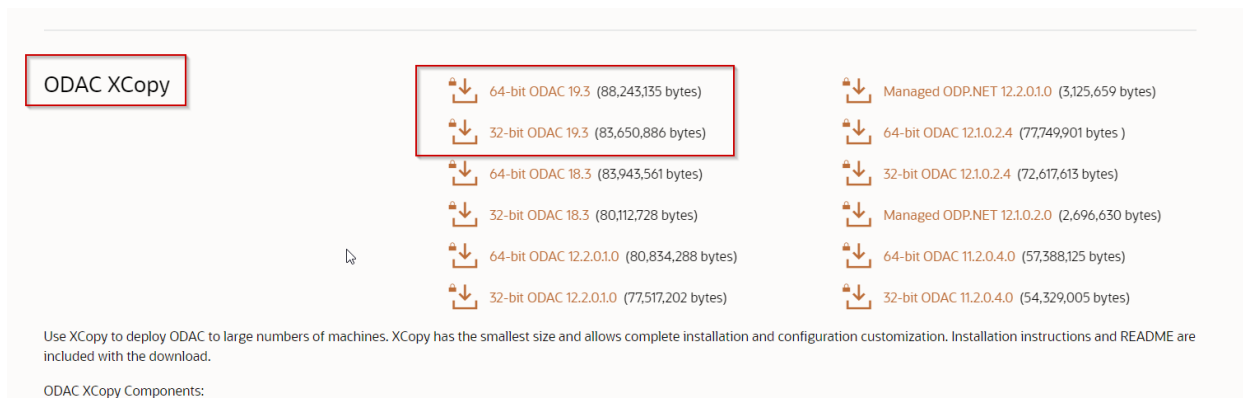 ODAC XCopy
64-bit ODAC 19.3 (88,243,135 bytes)
32-bit ODAC 19.3 (83,650,886 bytes)
64-bit ODAC 18.3 (83,943,561 bytes)
32-bit ODAC 18.3 (80,112,728 bytes)
64-bit ODAC 12.2.0.1.0 (80,834,288 bytes)
32-bit ODAC 12.2.0.1.0 (77,517,202 bytes)
Managed ODP.NET 12.2.0.1.0 (3,125,659 bytes)
64-bit ODAC 12.1.0.2.4 (77,749,901 bytes )
32-bit ODAC 12.1.0.2.4 (72,617,613 bytes)
Managed ODP.NET 12.1.0.2.0 (2,696,630 bytes)
64-bit ODAC 11.2.0.4.0 (57,388,125 bytes)
32-bit ODAC 11.2.0.4.0 (54,329,005 bytes)
Use XCopy to deploy ODAC to large numbers of machines. XCopy has the smallest size and allows complete installation and configuration customization. Installation instructions and README are
included with the download.
ODAC XCopy Components: